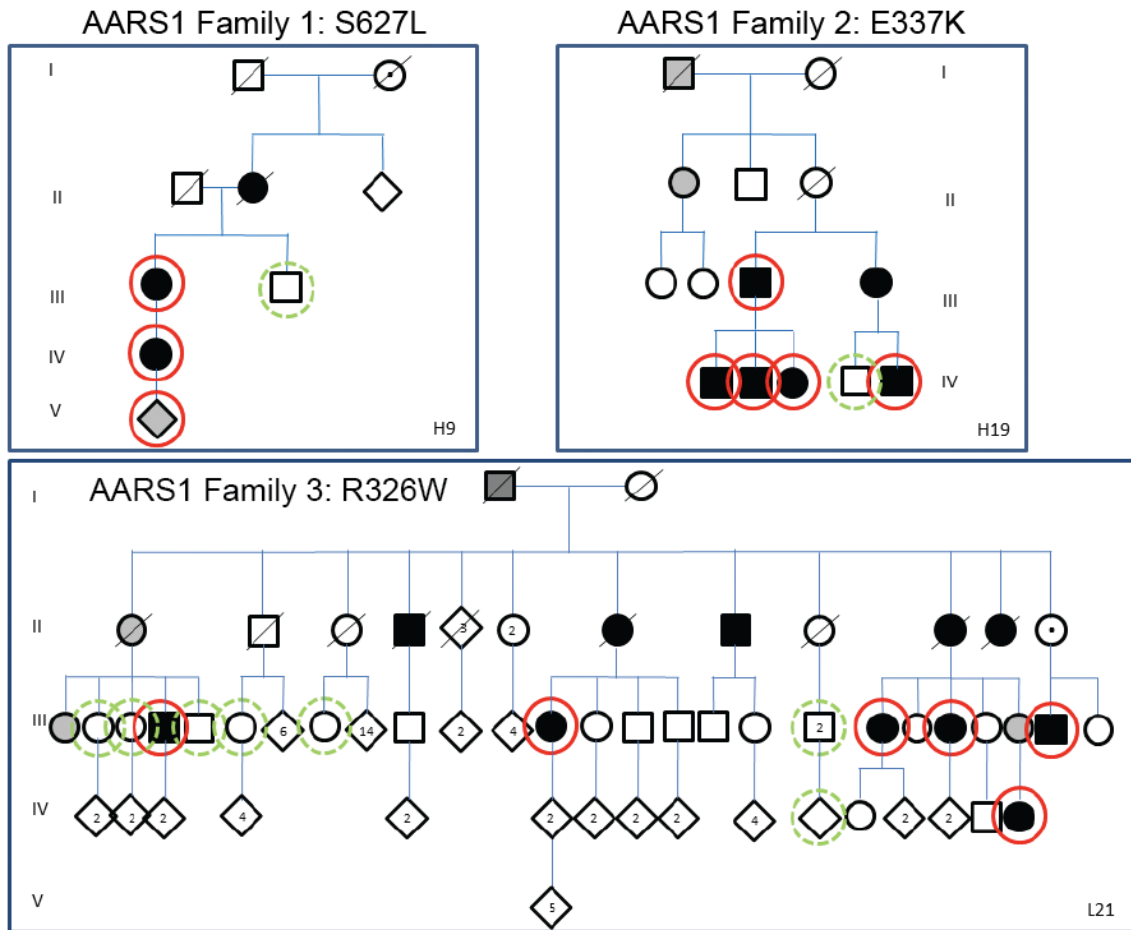 AARS1 Family 1: S627L
I
II
III
IV
V
H9
AARS1 Family 2: E337K
I
II
III
IV
H19
AARS1 Family 3: R326W
I
II
3
2
III
6
14
2
4
2
IV
2
2
2
4
2
2
2
2
2
4
2
2
V
5
L21